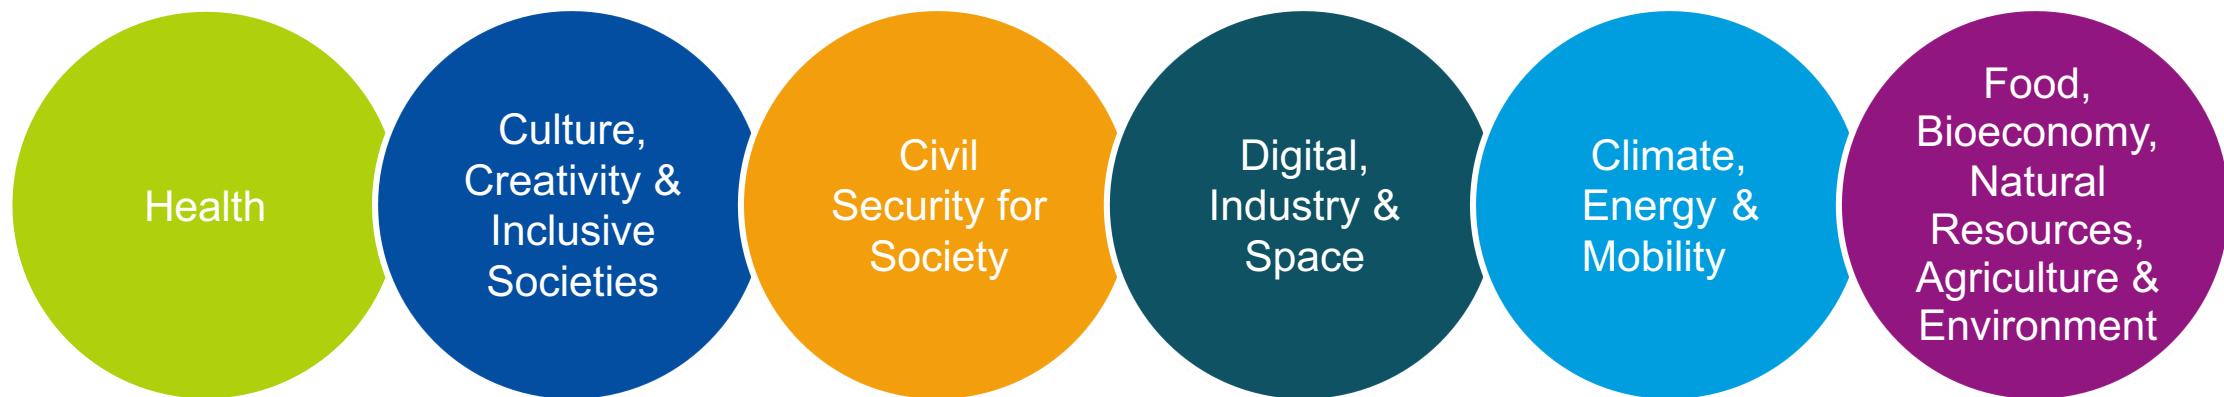 Health
Culture,
Creativity &
Inclusive
Societies
Civil
Security for
Society
Digital,
Industry &
Space
Climate,
Energy &
Mobility
Food,
Bioeconomy,
Natural
Resources,
Agriculture &
Environment